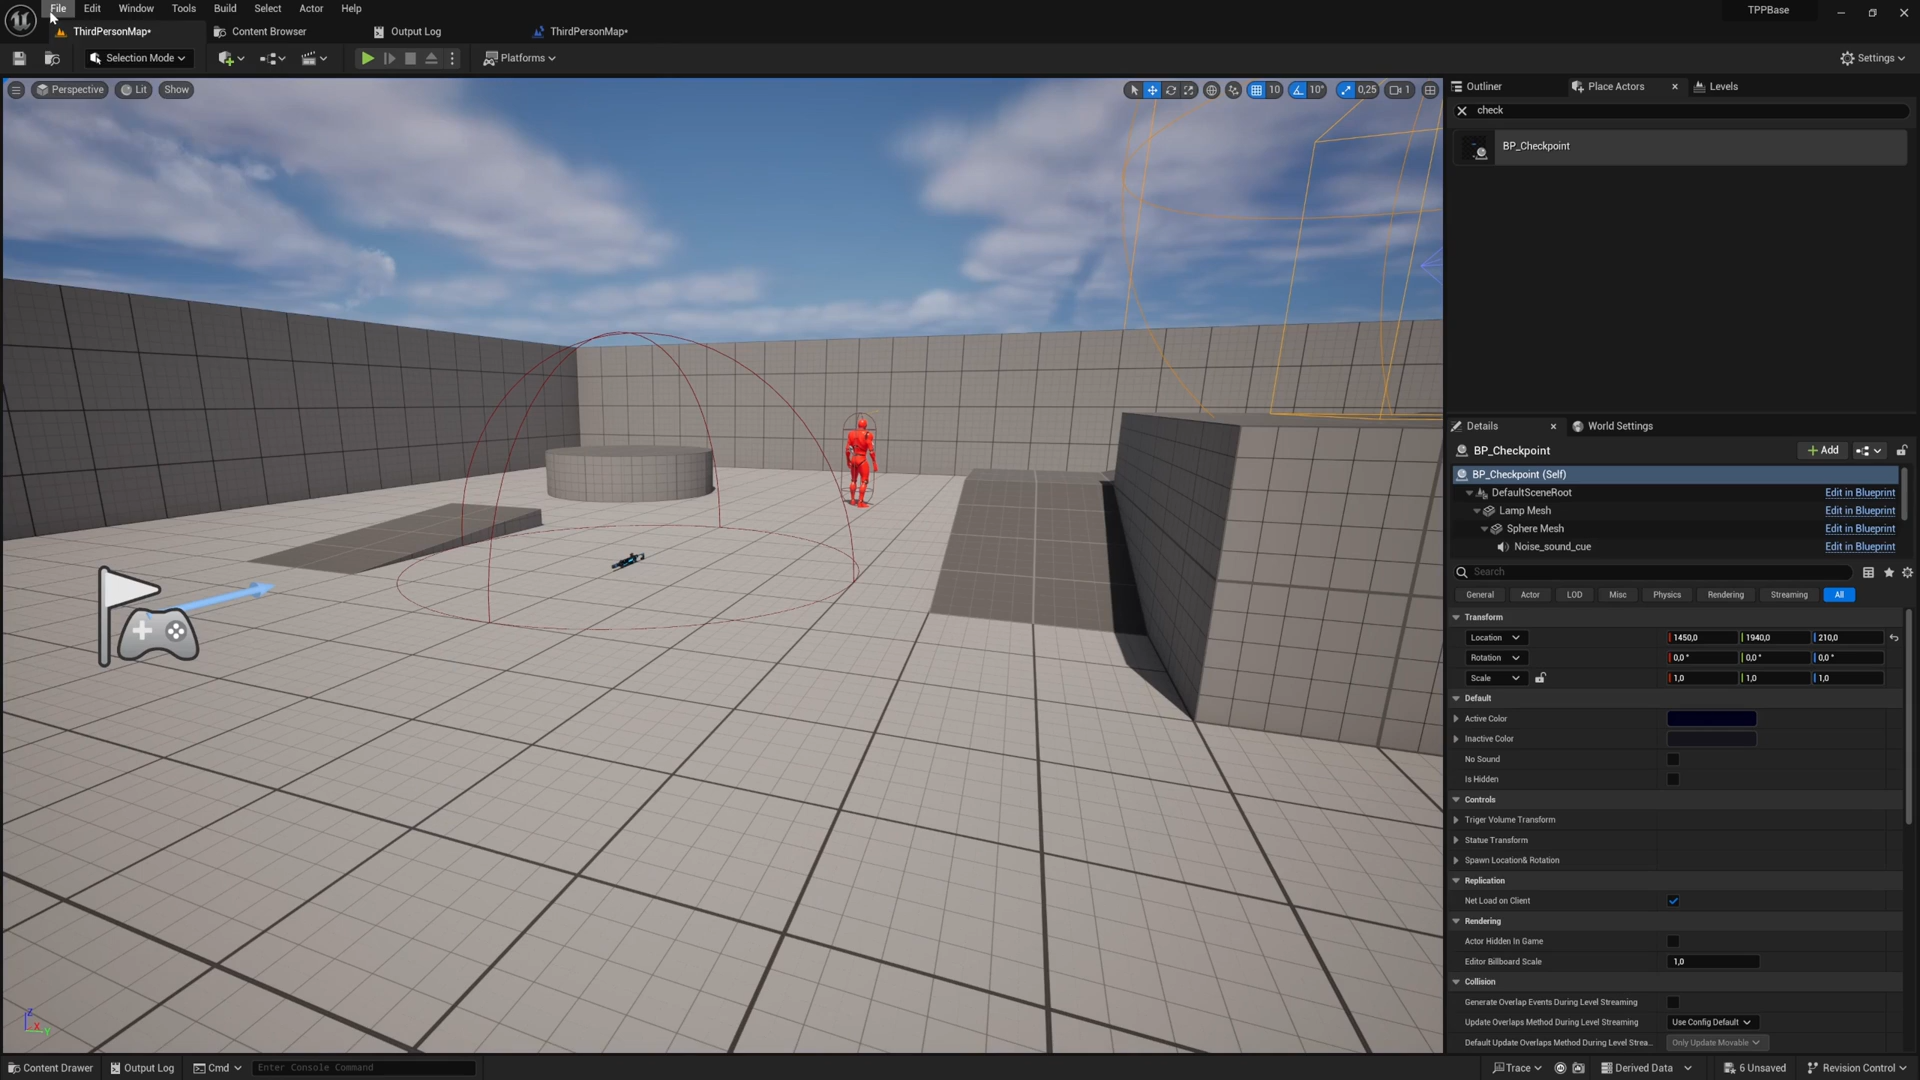 File Edit Window Tools Build Select Actor Help
TPPBase
ThirdPersonMap* Content Browser Output Log ThirdPersonMap*
Selection Mode Platforms Settings
Perspective Lit Show 10 10° 0,25 1
Outliner Place Actors Levels
check
BP_Checkpoint
Details World Settings
BP_Checkpoint Add
BP_Checkpoint (Self)
DefaultSceneRoot Edit in Blueprint
Lamp Mesh Edit in Blueprint
Sphere Mesh Edit in Blueprint
Noise_sound_cue Edit in Blueprint
Search
General Actor LOD Misc Physics Rendering Streaming All
Transform
Location 1450,0 1940,0 210,0
Rotation 0,0 ° 0,0 ° 0,0 °
Scale 1,0 1,0 1,0
Default
Active Color
Inactive Color
No Sound
Is Hidden
Controls
Triger Volume Transform
Statue Transform
Spawn Location& Rotation
Replication
Net Load on Client
Rendering
Actor Hidden In Game
Editor Billboard Scale 1,0
Collision
Generate Overlap Events During Level Streaming
Update Overlaps Method During Level Streaming Use Config Default
Default Update Overlaps Method During Level Strea... Only Update Movable
Z X Y
Content Drawer Output Log Cmd Enter Console Command Trace Derived Data 6 Unsaved Revision Control